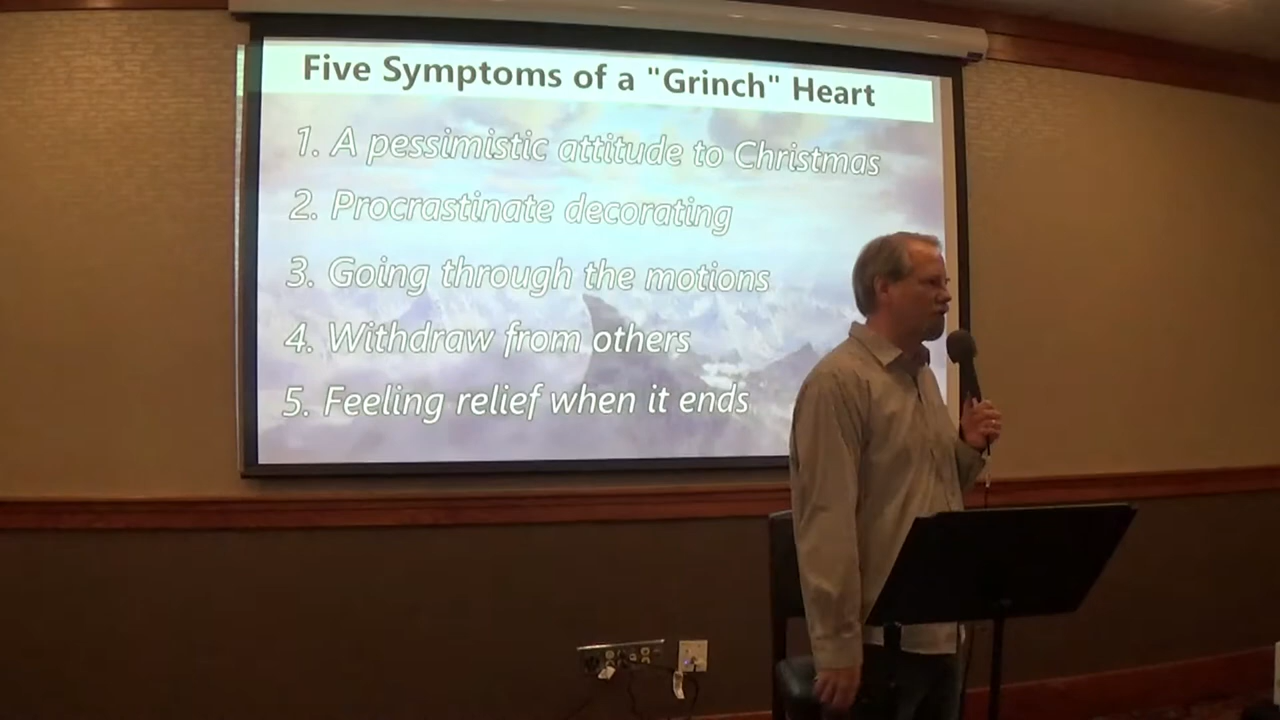 Five Symptoms of a "Grinch" Heart
1. A pessimistic attitude to Christmas
2. Procrastinate decorating
3. Going through the motions
4. Withdraw from others
5. Feeling relief when it ends